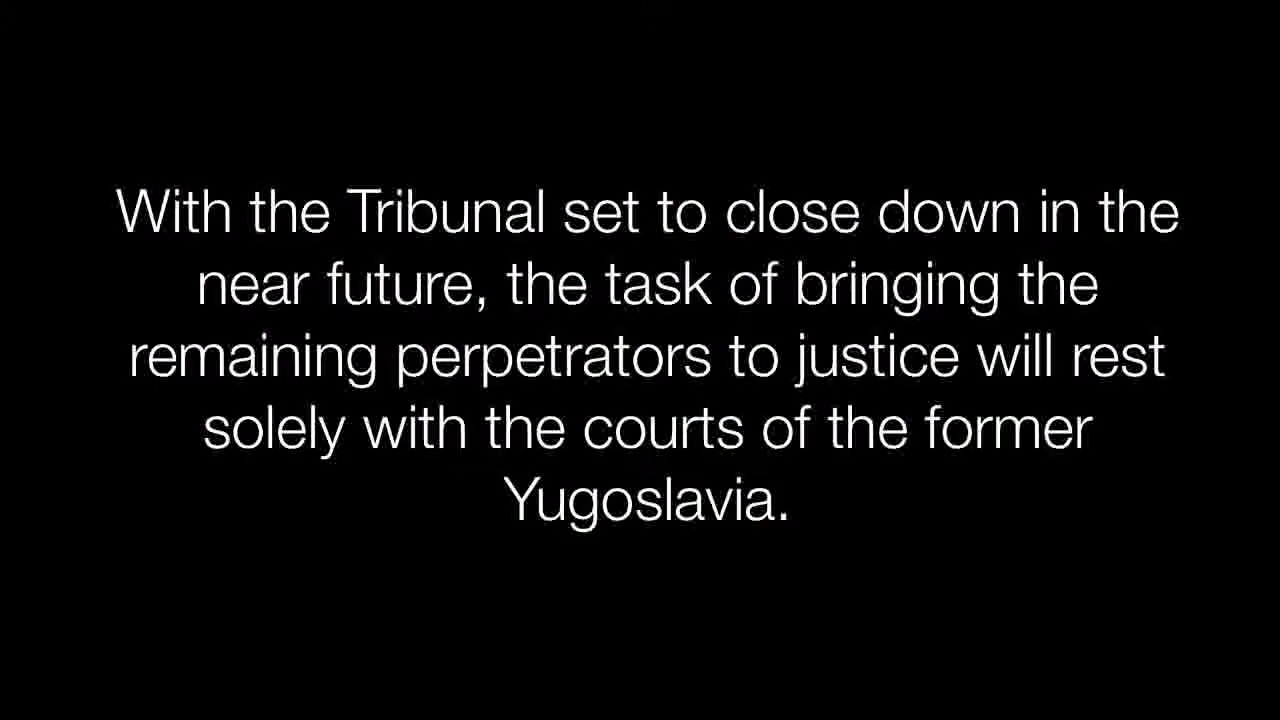 With the Tribunal set to close down in the
near future, the task of bringing the
remaining perpetrators to justice will rest
solely with the courts of the former
Yugoslavia.